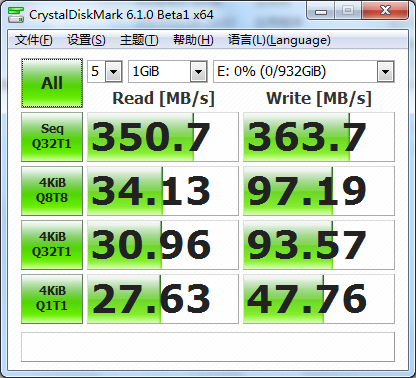 CrystalDiskMark 6.1.0 Beta1 x64
文件(F) 设置(S) 主题(T) 帮助(H) 语言(L)(Language)
All 5 1GiB E: 0% (0/932GiB)
Read [MB/s] Write [MB/s]
Seq
Q32T1 350.7 363.7
4KiB
Q8T8 34.13 97.19
4KiB
Q32T1 30.96 93.57
4KiB
Q1T1 27.63 47.76